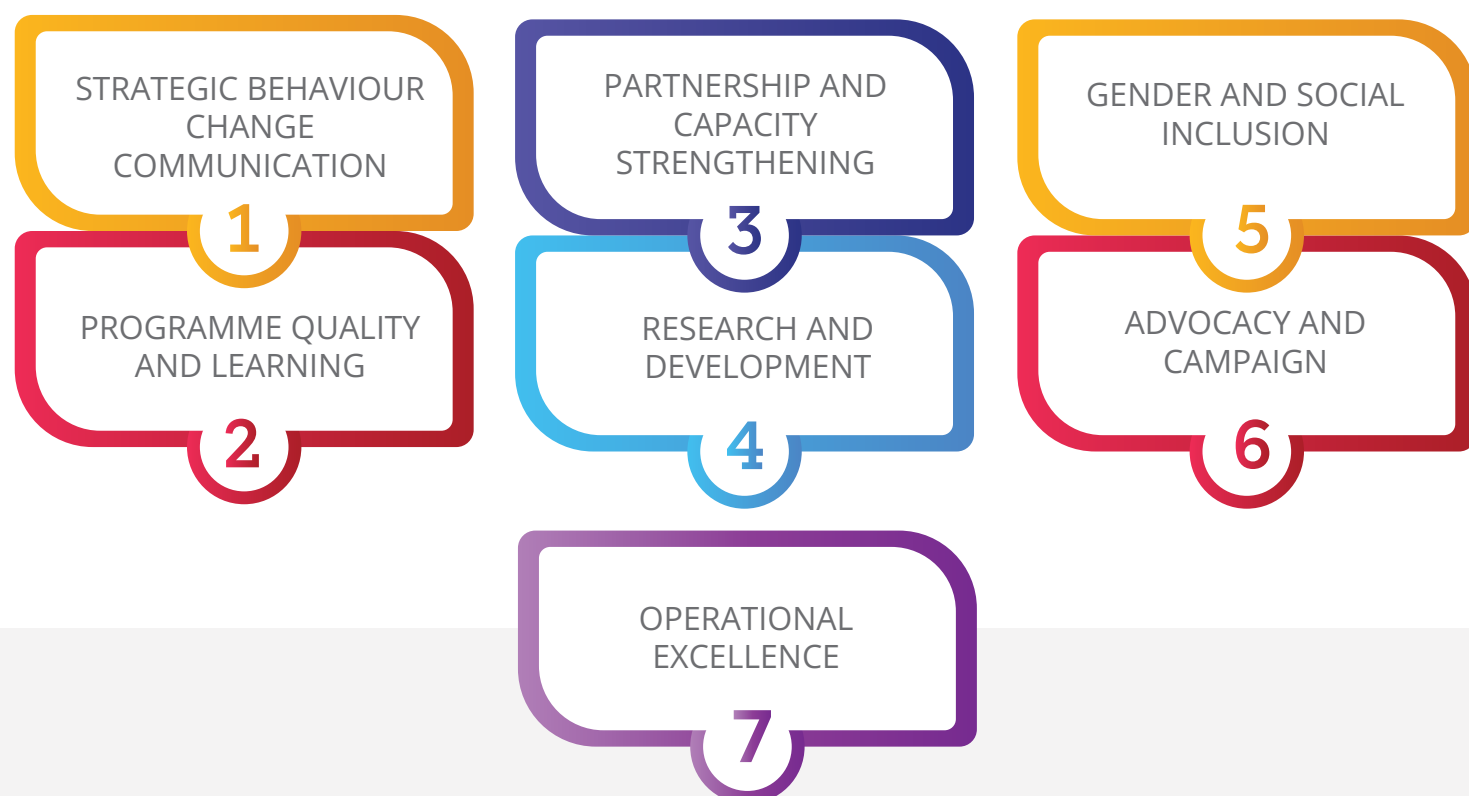 STRATEGIC BEHAVIOUR
CHANGE
COMMUNICATION
1
PROGRAMME QUALITY
AND LEARNING
2
PARTNERSHIP AND
CAPACITY
STRENGTHENING
3
RESEARCH AND
DEVELOPMENT
4
GENDER AND SOCIAL
INCLUSION
5
ADVOCACY AND
CAMPAIGN
6
OPERATIONAL
EXCELLENCE
7